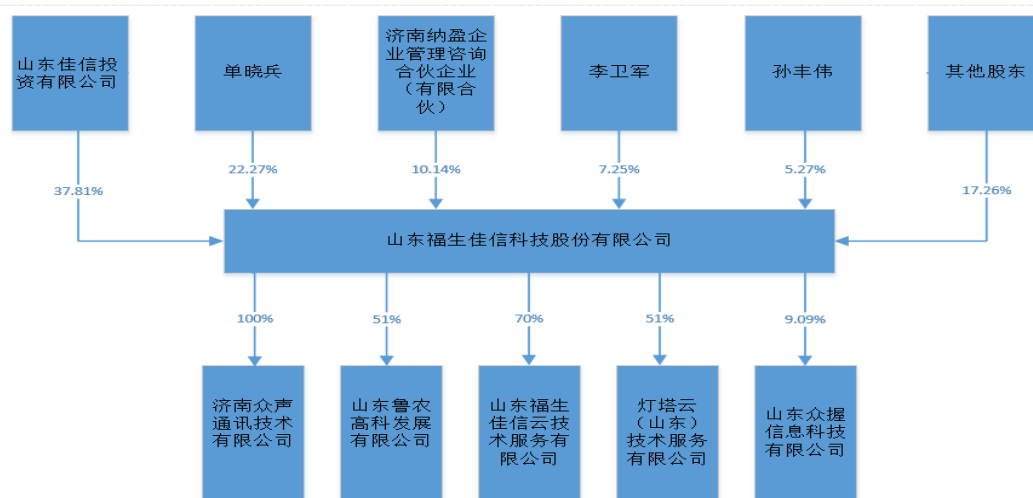 山东佳信投
资有限公司
单晓兵
济南纳盈企
业管理咨询
合伙企业
（有限合
伙）
李卫军
孙丰伟
其他股东
37.81%
22.27%
10.14%
7.25%
5.27%
17.26%
山东福生佳信科技股份有限公司
100%
51%
70%
51%
9.09%
济南众声
通讯技术
有限公司
山东鲁农
高科发展
有限公司
山东福生
佳信云技
术服务有
限公司
灯塔云
（山东）
技术服务
有限公司
山东众握
信息科技
有限公司